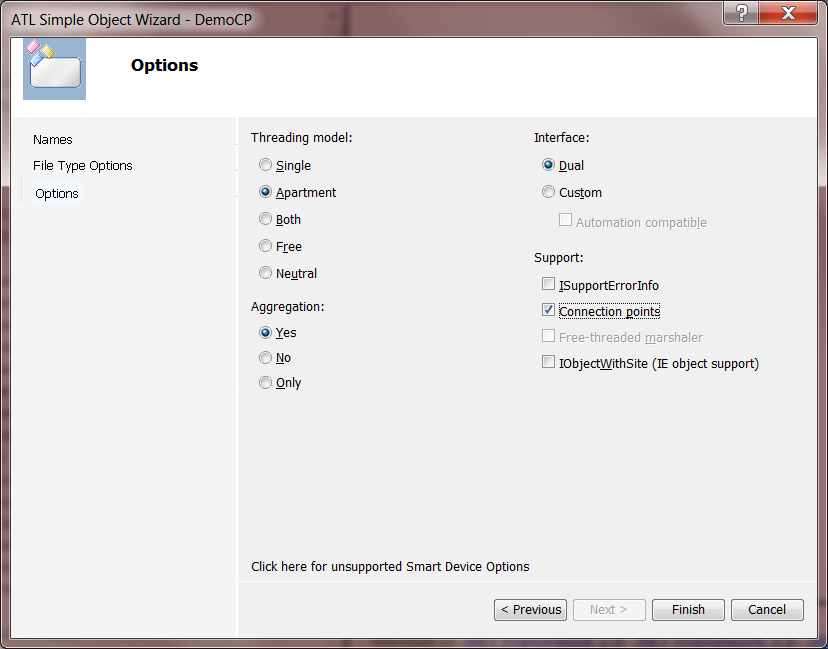 ATL Simple Object Wizard - DemoCP
?
Options
Names
File Type Options
Options
Threading model:
Single
Apartment
Both
Free
Neutral
Aggregation:
Yes
No
Only
Interface:
Dual
Custom
Automation compatible
Support:
ISupportErrorInfo
Connection points
Free-threaded marshaler
IObjectWithSite (IE object support)
Click here for unsupported Smart Device Options
< Previous
Next >
Finish
Cancel